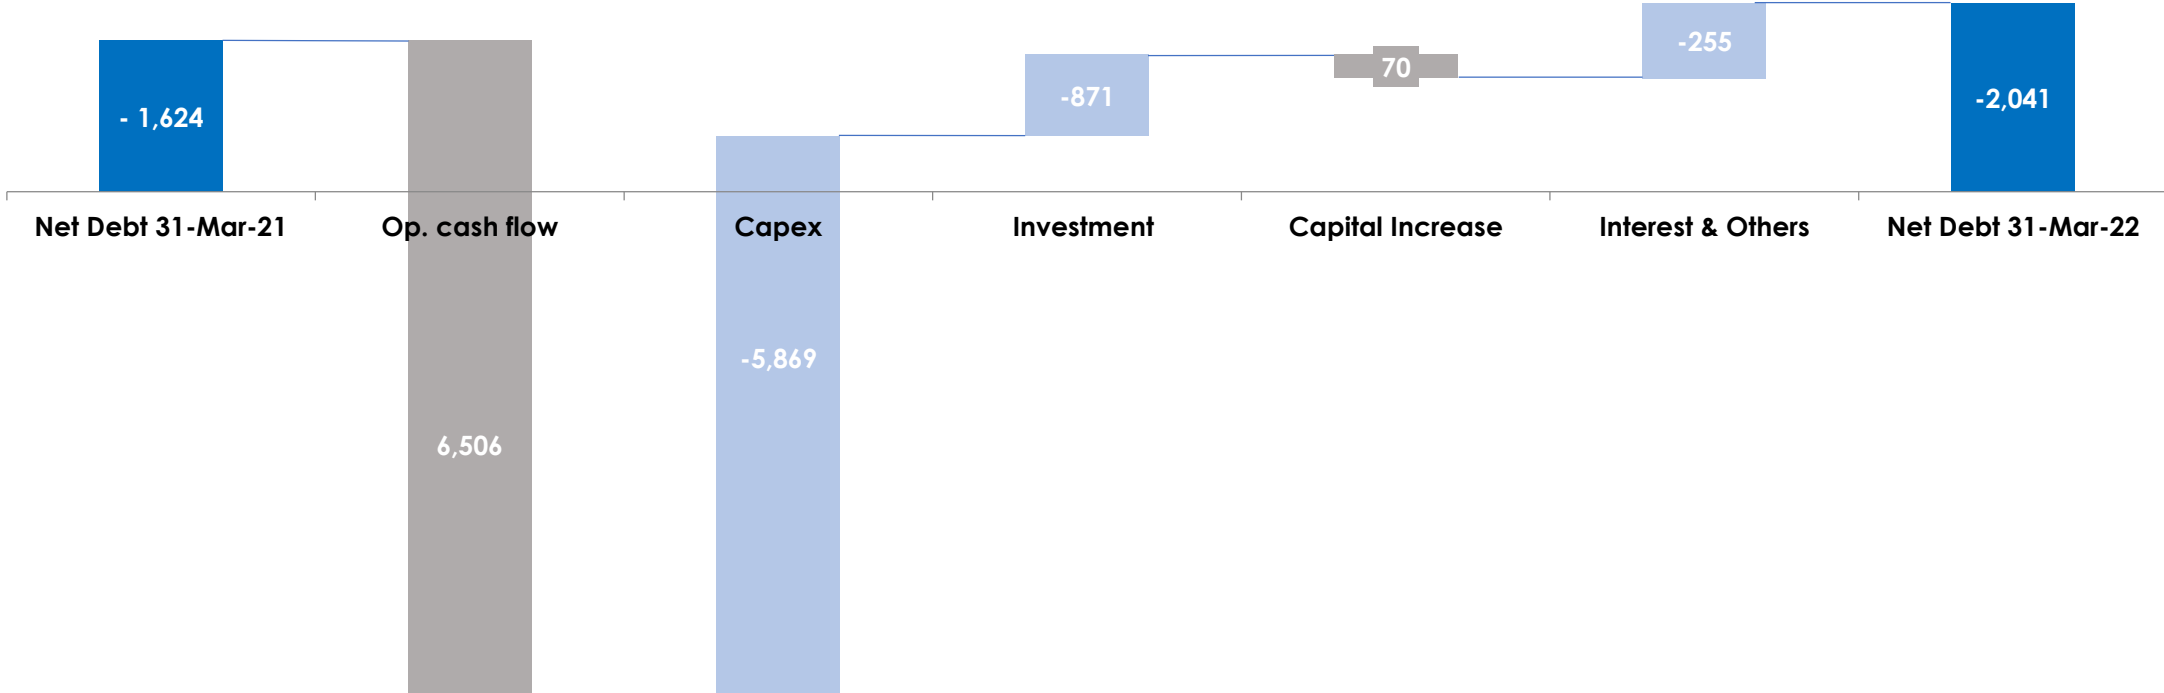 - 1,624
-871
70
-255
-2,041
Net Debt 31-Mar-21
Op. cash flow
Capex
Investment
Capital Increase
Interest & Others
Net Debt 31-Mar-22
-5,869
6,506